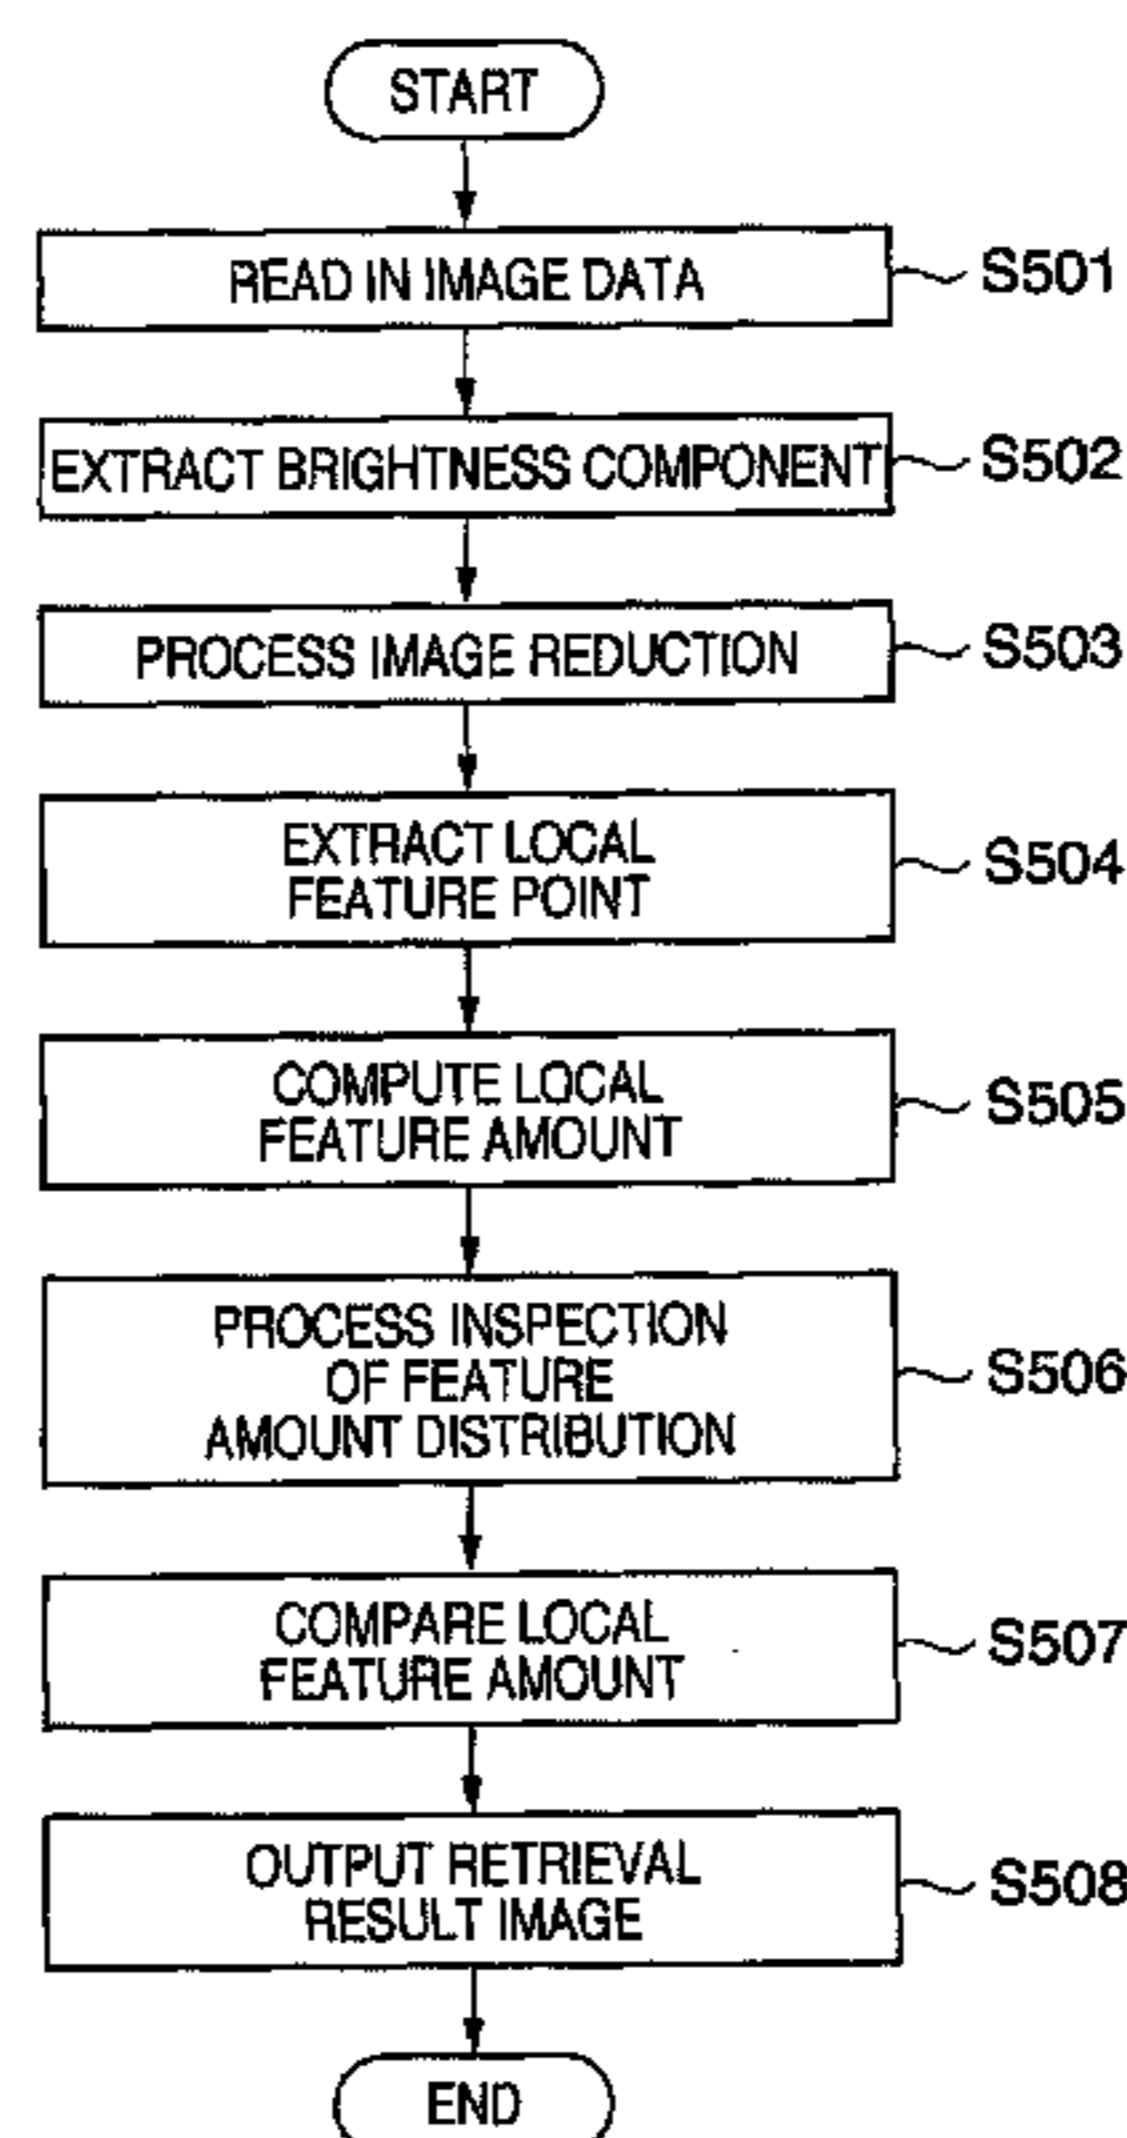 START
READ IN IMAGE DATA
S501
EXTRACT BRIGHTNESS COMPONENT
S502
PROCESS IMAGE REDUCTION
S503
EXTRACT LOCAL
FEATURE POINT
S504
COMPUTE LOCAL
FEATURE AMOUNT
S505
PROCESS INSPECTION
OF FEATURE
AMOUNT DISTRIBUTION
S506
COMPARE LOCAL
FEATURE AMOUNT
S507
OUTPUT RETRIEVAL
RESULT IMAGE
S508
END